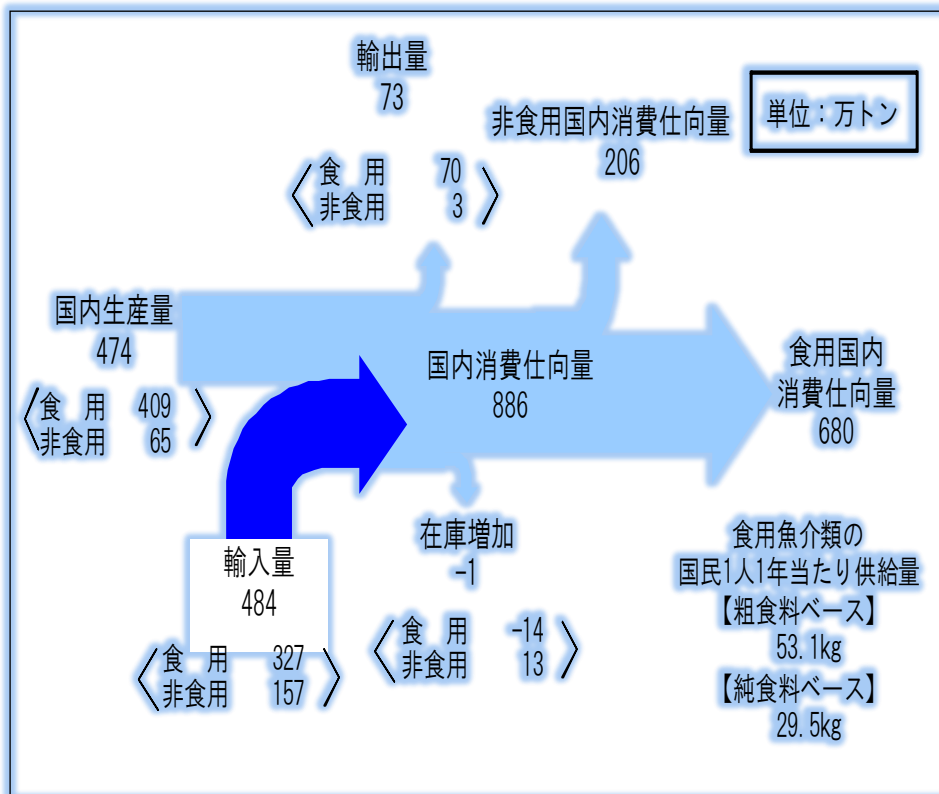 輸出量
73
〈食　用　70〉
〈非食用　3〉
非食用国内消費仕向量
206
単位：万トン
国内生産量
474
〈食　用　409〉
〈非食用　65〉
国内消費仕向量
886
食用国内
消費仕向量
680
輸入量
484
〈食　用　327〉
〈非食用　157〉
在庫増加
-1
〈食　用　-14〉
〈非食用　13〉
食用魚介類の
国民1人1年当たり供給量
【粗食料ベース】
53.1kg
【純食料ベース】
29.5kg